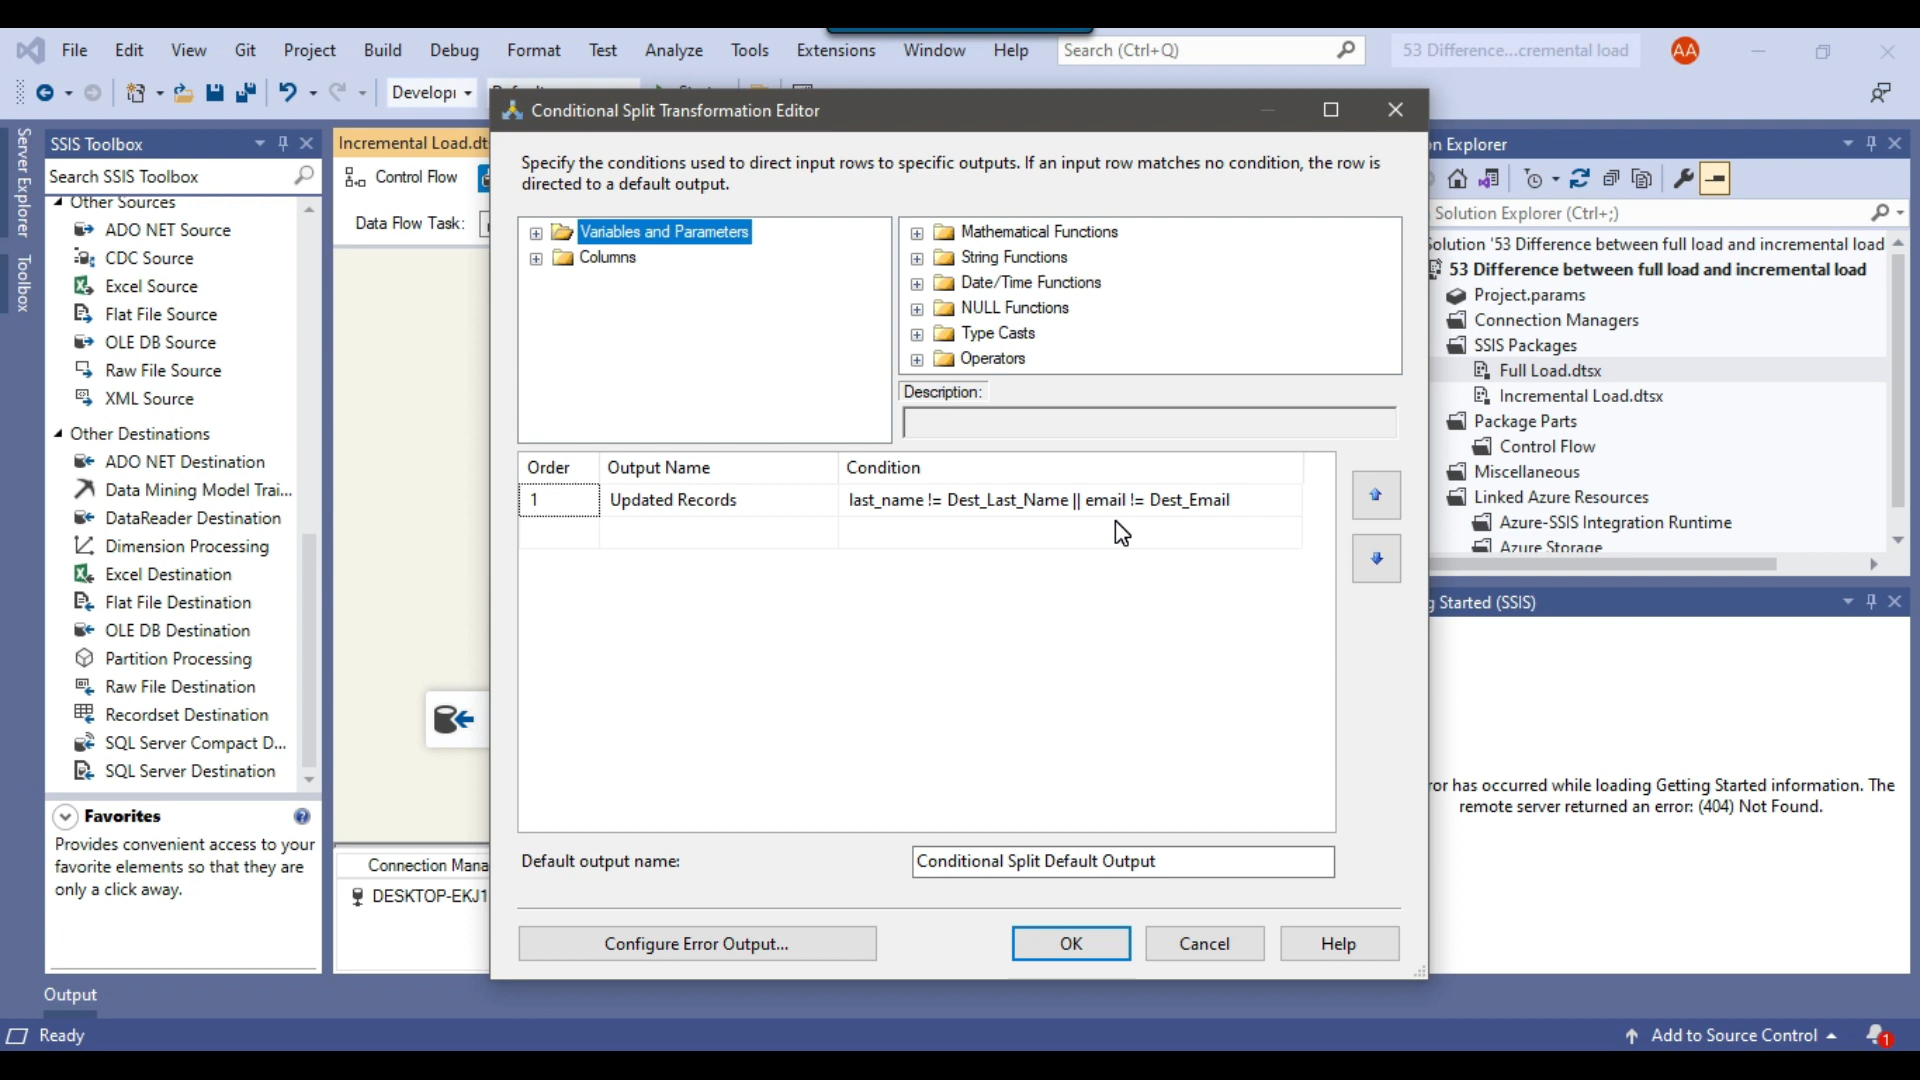 File Edit View Git Project Build Debug Format Test Analyze Tools Extensions Window Help Search (Ctrl+Q) 53 Difference...cremental load AA
Develop
Conditional Split Transformation Editor
Server Explorer
Toolbox
SSIS Toolbox
Search SSIS Toolbox
Other Sources
ADO NET Source
CDC Source
Excel Source
Flat File Source
OLE DB Source
Raw File Source
XML Source
Other Destinations
ADO NET Destination
Data Mining Model Trai...
DataReader Destination
Dimension Processing
Excel Destination
Flat File Destination
OLE DB Destination
Partition Processing
Raw File Destination
Recordset Destination
SQL Server Compact D...
SQL Server Destination
Favorites
Provides convenient access to your
favorite elements so that they are
only a click away.
Incremental Load.dt
Control Flow
Data Flow Task:
Connection Mana
DESKTOP-EKJ1
Specify the conditions used to direct input rows to specific outputs. If an input row matches no condition, the row is
directed to a default output.
Variables and Parameters
Columns
Mathematical Functions
String Functions
Date/Time Functions
NULL Functions
Type Casts
Operators
Description:
Order Output Name Condition
1 Updated Records last_name != Dest_Last_Name || email != Dest_Email
Default output name: Conditional Split Default Output
Configure Error Output... OK Cancel Help
n Explorer
Solution Explorer (Ctrl+;)
Solution '53 Difference between full load and incremental load
53 Difference between full load and incremental load
Project.params
Connection Managers
SSIS Packages
Full Load.dtsx
Incremental Load.dtsx
Package Parts
Control Flow
Miscellaneous
Linked Azure Resources
Azure-SSIS Integration Runtime
Azure Storage
g Started (SSIS)
or has occurred while loading Getting Started information. The
remote server returned an error: (404) Not Found.
Output
Ready
Add to Source Control
1